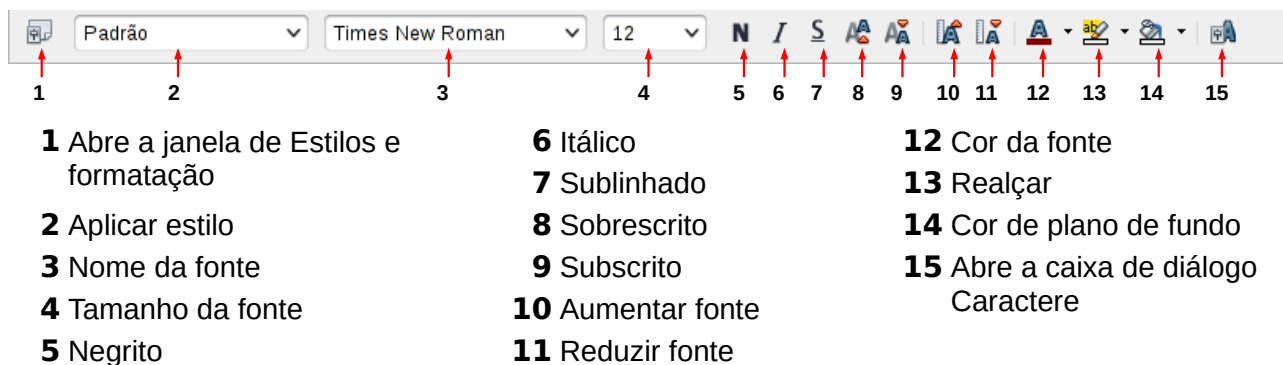 Padrão Times New Roman 12 N I S
1 2 3 4 5 6 7 8 9 10 11 12 13 14 15
1 Abre a janela de Estilos e
formatação
2 Aplicar estilo
3 Nome da fonte
4 Tamanho da fonte
5 Negrito
6 Itálico
7 Sublinhado
8 Sobrescrito
9 Subscrito
10 Aumentar fonte
11 Reduzir fonte
12 Cor da fonte
13 Realçar
14 Cor de plano de fundo
15 Abre a caixa de diálogo
Caractere